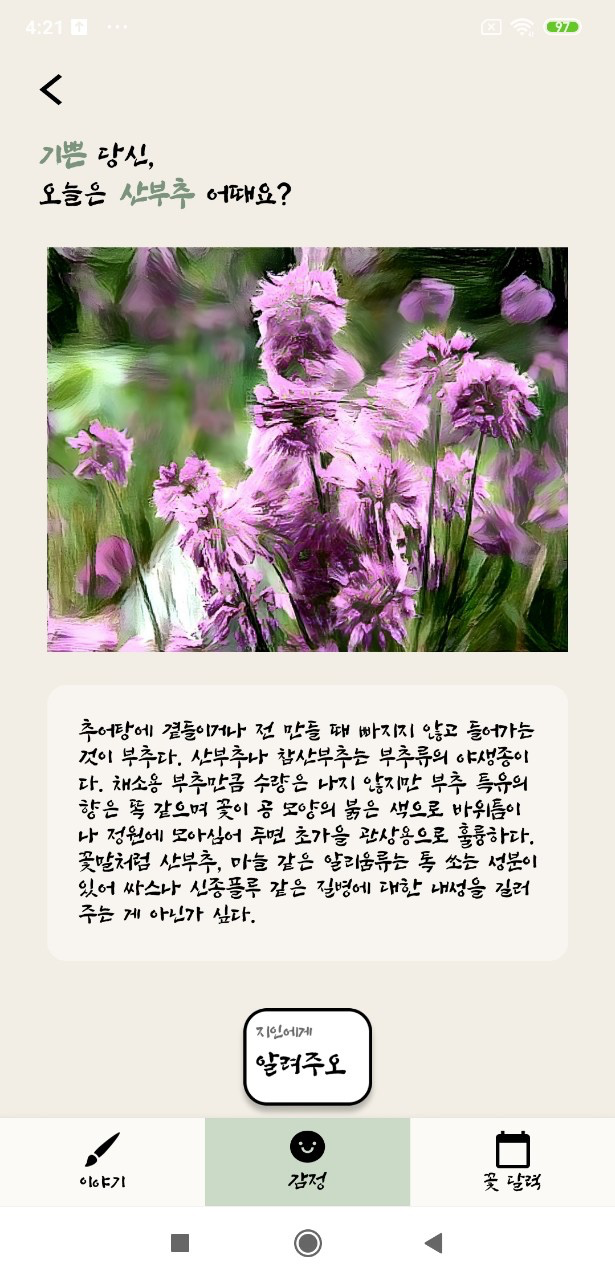 4:21
97
기쁜 당신,
오늘은 산부추 어때요?
추어탕에 곁들이거나 전 만들 때 빠지지 않고 들어가는
것이 부추다. 산부추나 참산부추는 부추류의 야생종이
다. 채소용 부추만큼 수량은 나지 않지만 부추 특유의
향은 똑 같으며 꽃이 공 모양의 붉은 색으로 바위틈이
나 정원에 모아심어 두면 초가을 관상용으로 훌륭하다.
꽃말처럼 산부추, 마늘 같은 알리움류는 톡 쏘는 성분이
있어 싸스나 신종플루 같은 질병에 대한 내성을 길러
주는 게 아닌가 싶다.
지인에게
알려주오
이야기
감정
꽃 달력